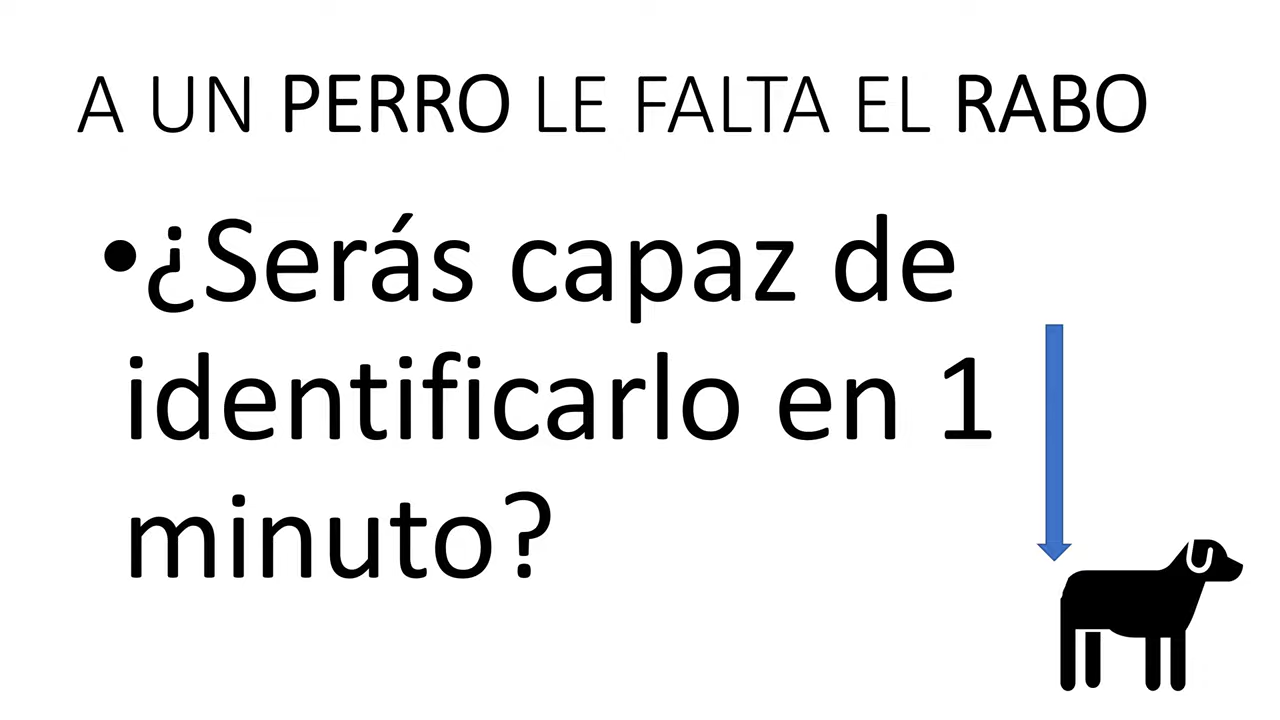 A UN PERRO LE FALTA EL RABO
•¿Serás capaz de
identificarlo en 1
minuto?